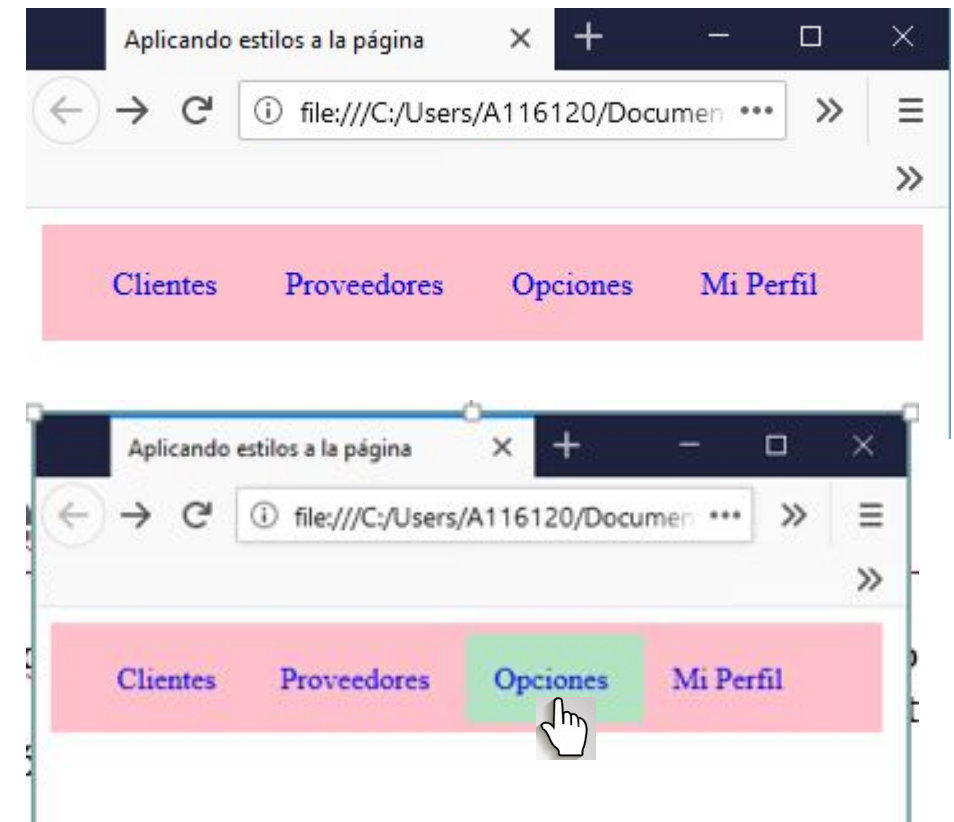 Aplicando estilos a la página
file:///C:/Users/A116120/Documen
Clientes Proveedores Opciones Mi Perfil
Aplicando estilos a la página
file:///C:/Users/A116120/Documen
Clientes Proveedores Opciones Mi Perfil